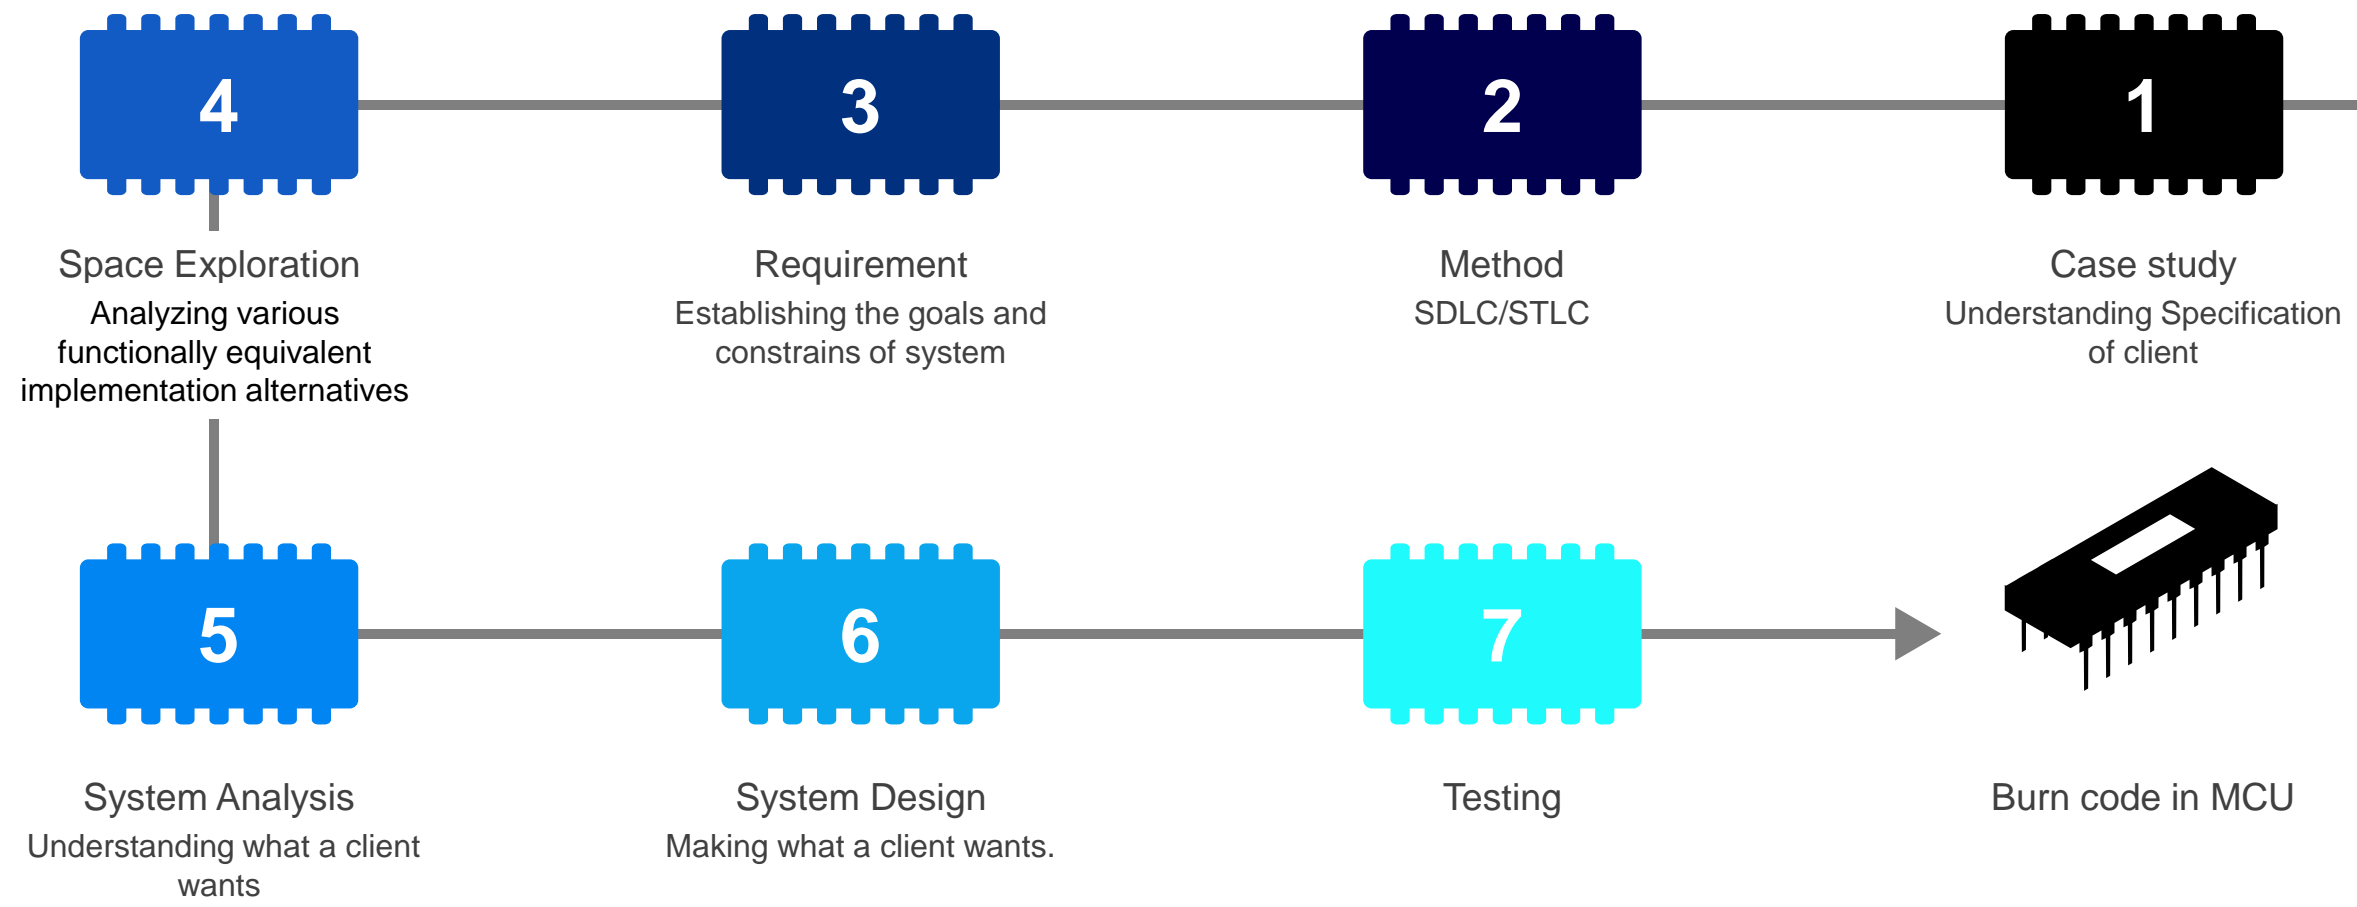 4
3
2
1
Space Exploration
Analyzing various
functionally equivalent
implementation alternatives
Requirement
Establishing the goals and
constrains of system
Method
SDLC/STLC
Case study
Understanding Specification
of client
5
6
7
System Analysis
Understanding what a client
wants
System Design
Making what a client wants.
Testing
Burn code in MCU